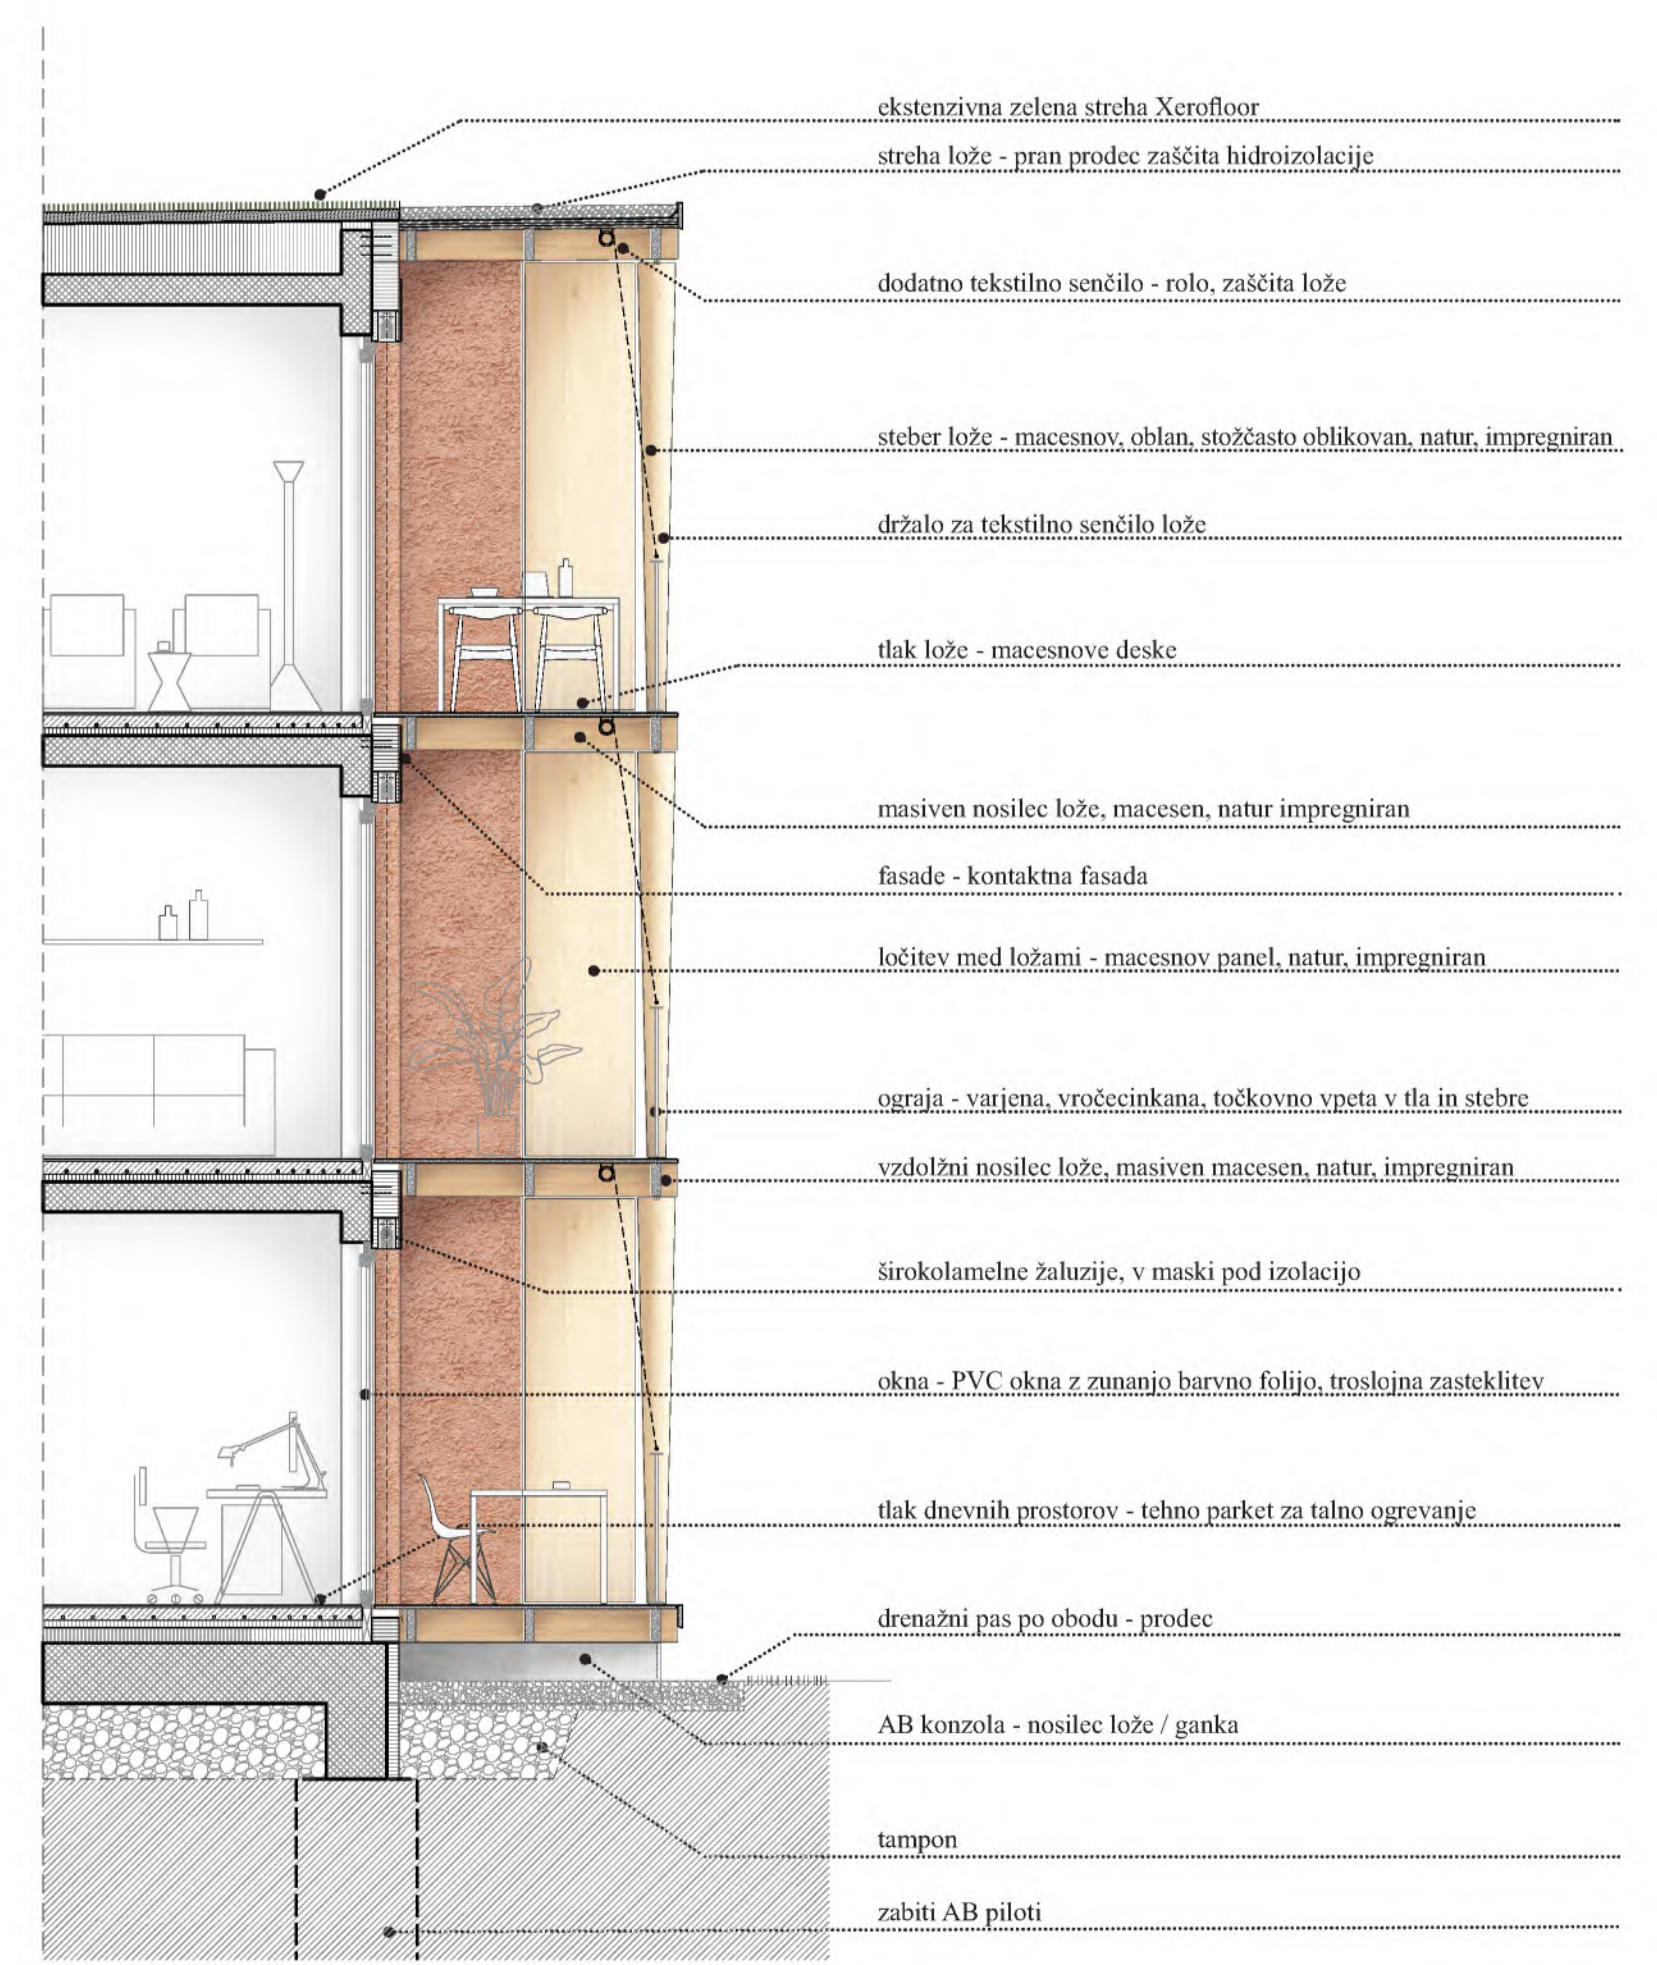 ekstenzivna zelena streha Xerofloor
streha lože - pran prodec zaščita hidroizolacije
dodatno tekstilno senčilo - rolo, zaščita lože
steber lože - macesnov, oblan, stožčasto oblikovan, natur, impregniran
držalo za tekstilno senčilo lože
tlak lože - macesnove deske
masiven nosilec lože, macesen, natur impregniran
fasade - kontaktna fasada
ločitev med ložami - macesnov panel, natur, impregniran
ograja - varjena, vročecinkana, točkovno vpeta v tla in stebre
vzdolžni nosilec lože, masiven macesen, natur, impregniran
širokolamelne žaluzije, v maski pod izolacijo
okna - PVC okna z zunanjo barvno folijo, troslojna zasteklitev
tlak dnevnih prostorov - tehno parket za talno ogrevanje
drenažni pas po obodu - prodec
AB konzola - nosilec lože / ganka
tampon
zabiti AB piloti